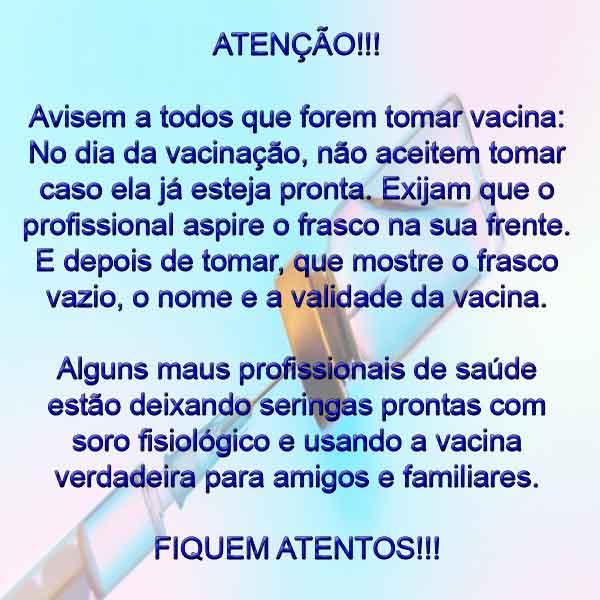 ATENÇÃO!!!
Avisem a todos que forem tomar vacina:
No dia da vacinação, não aceitem tomar
caso ela já esteja pronta. Exijam que o
profissional aspire o frasco na sua frente.
E depois de tomar, que mostre o frasco
vazio, o nome e a validade da vacina.
Alguns maus profissionais de saúde
estão deixando seringas prontas com
soro fisiológico e usando a vacina
verdadeira para amigos e familiares.
FIQUEM ATENTOS!!!